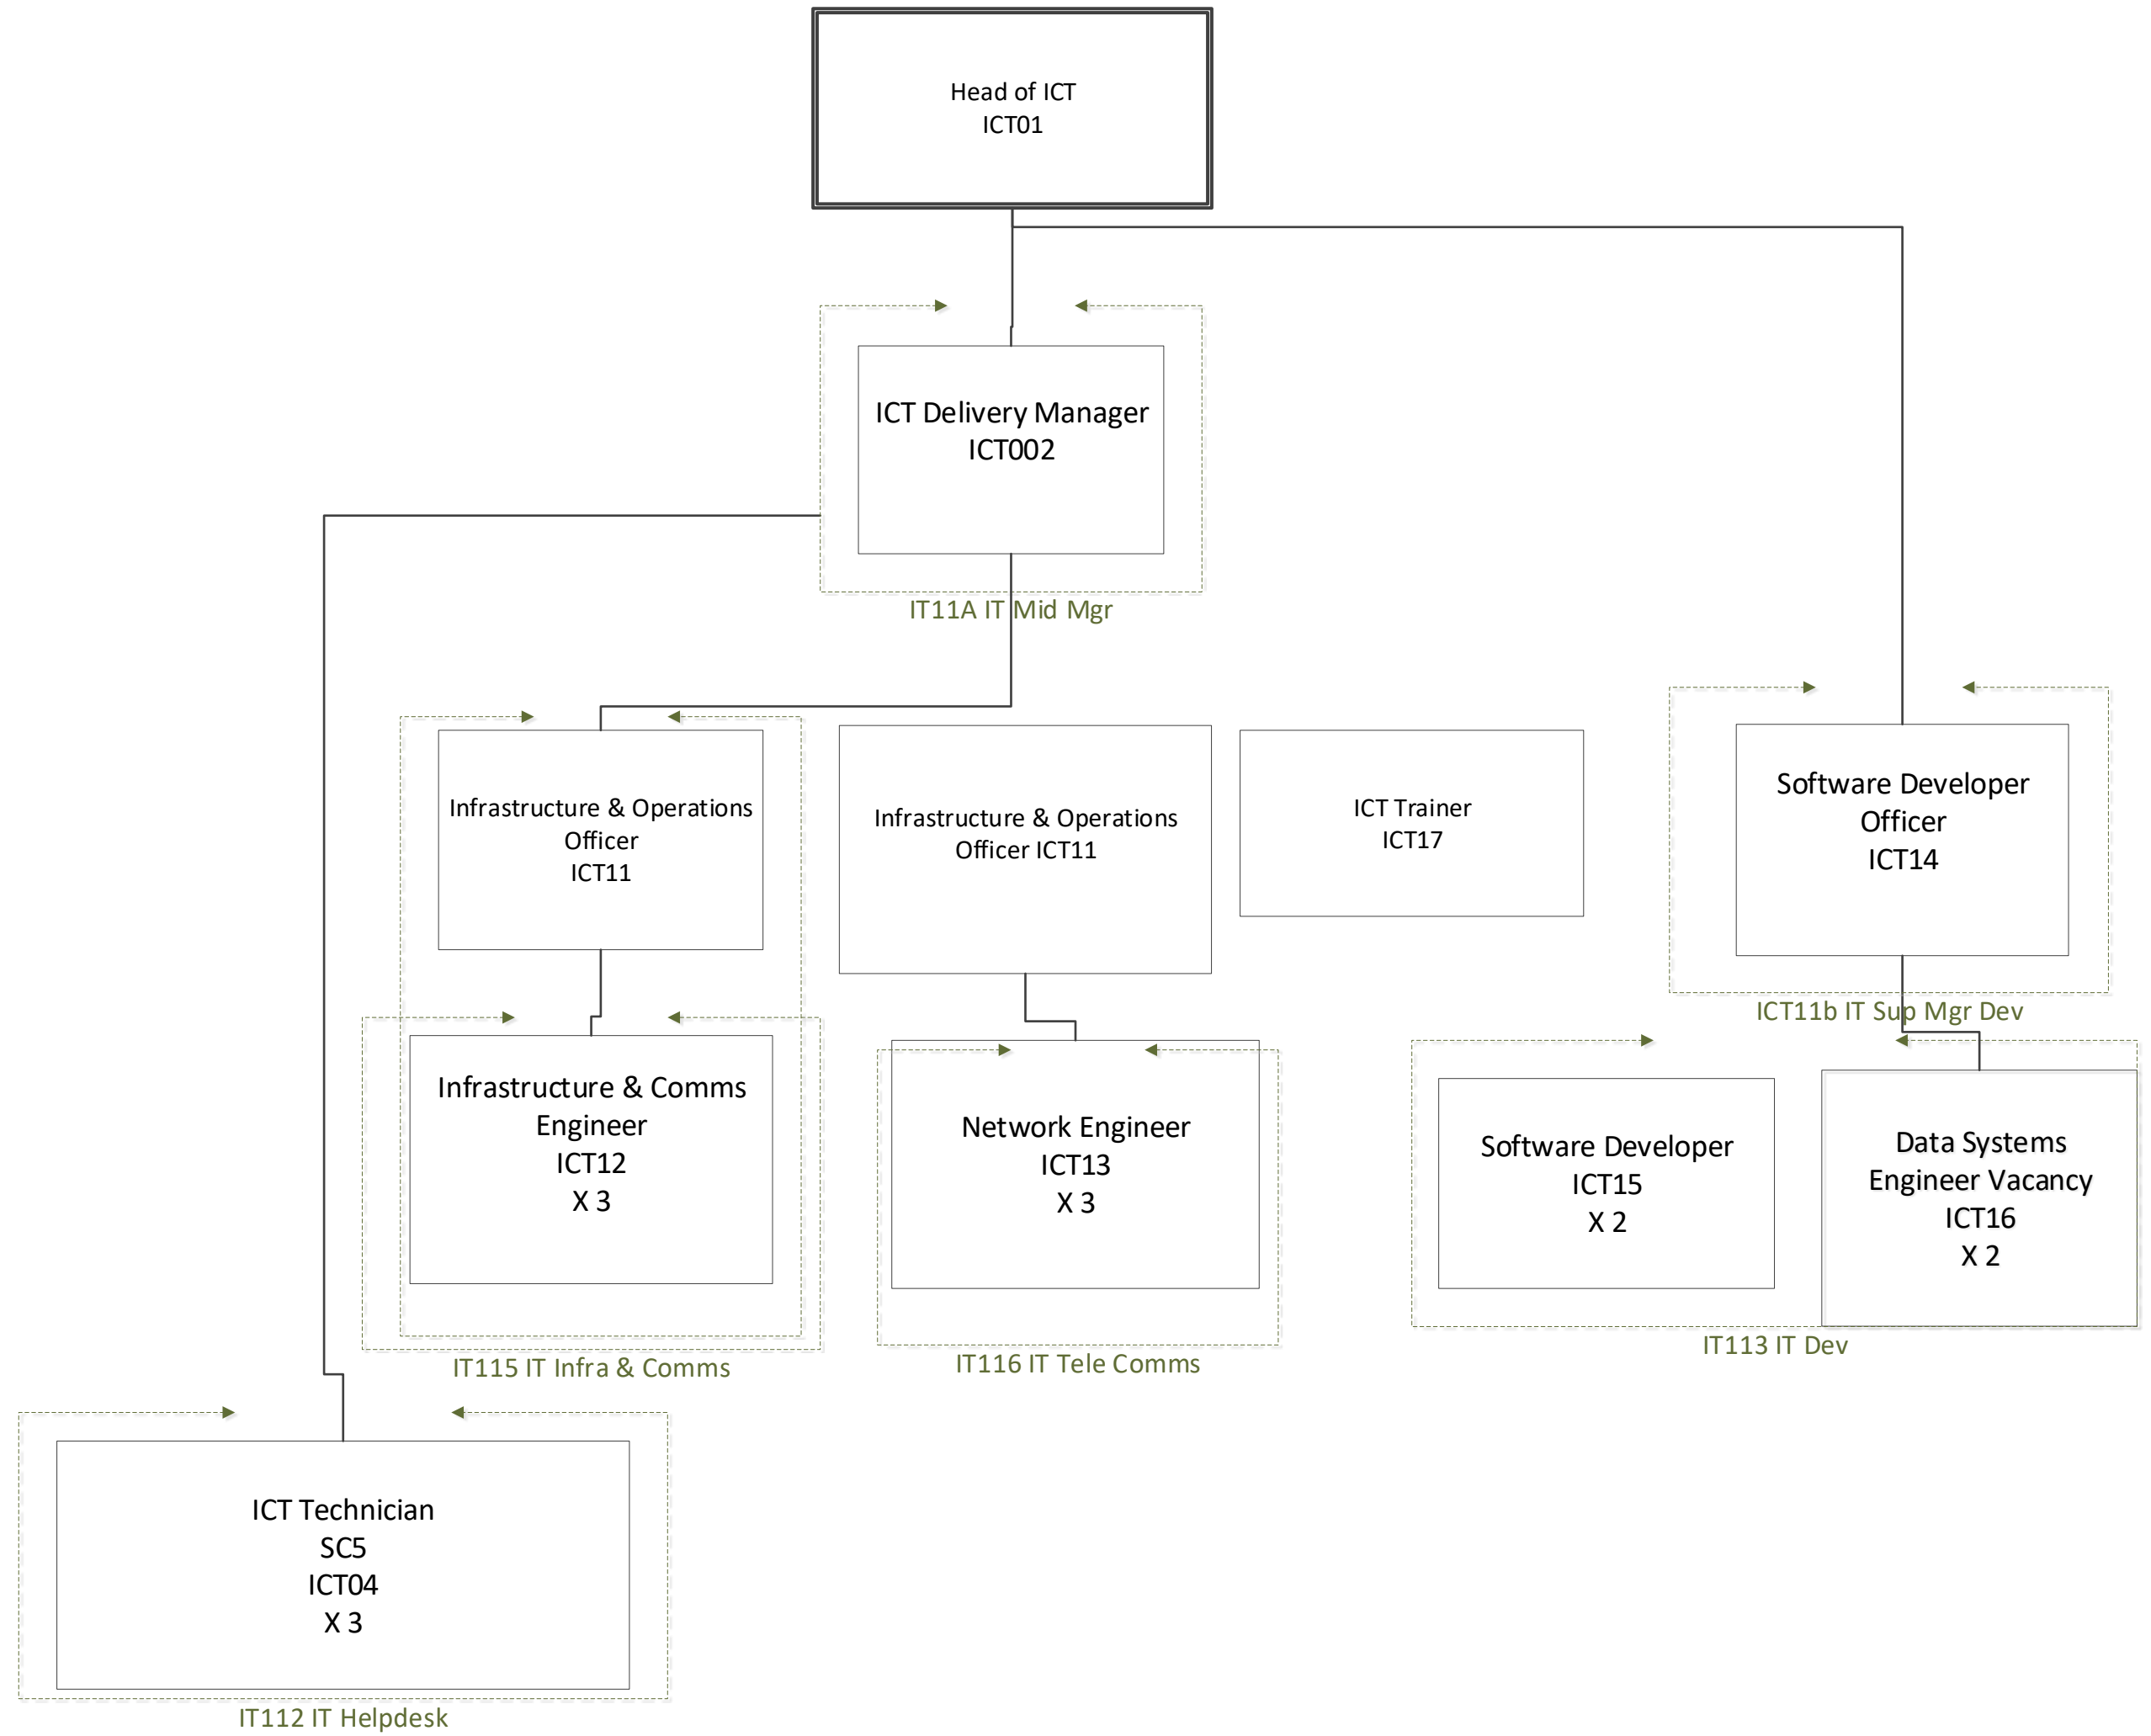 Head of ICT
ICT01
ICT Delivery Manager
ICT002
IT11A IT Mid Mgr
Infrastructure & Operations
Officer
ICT11
Infrastructure & Operations
Officer ICT11
ICT Trainer
ICT17
Software Developer
Officer
ICT14
ICT11b IT Sup Mgr Dev
Infrastructure & Comms
Engineer
ICT12
X 3
IT115 IT Infra & Comms
Network Engineer
ICT13
X 3
IT116 IT Tele Comms
Software Developer
ICT15
X 2
Data Systems
Engineer Vacancy
ICT16
X 2
IT113 IT Dev
ICT Technician
SC5
ICT04
X 3
IT112 IT Helpdesk